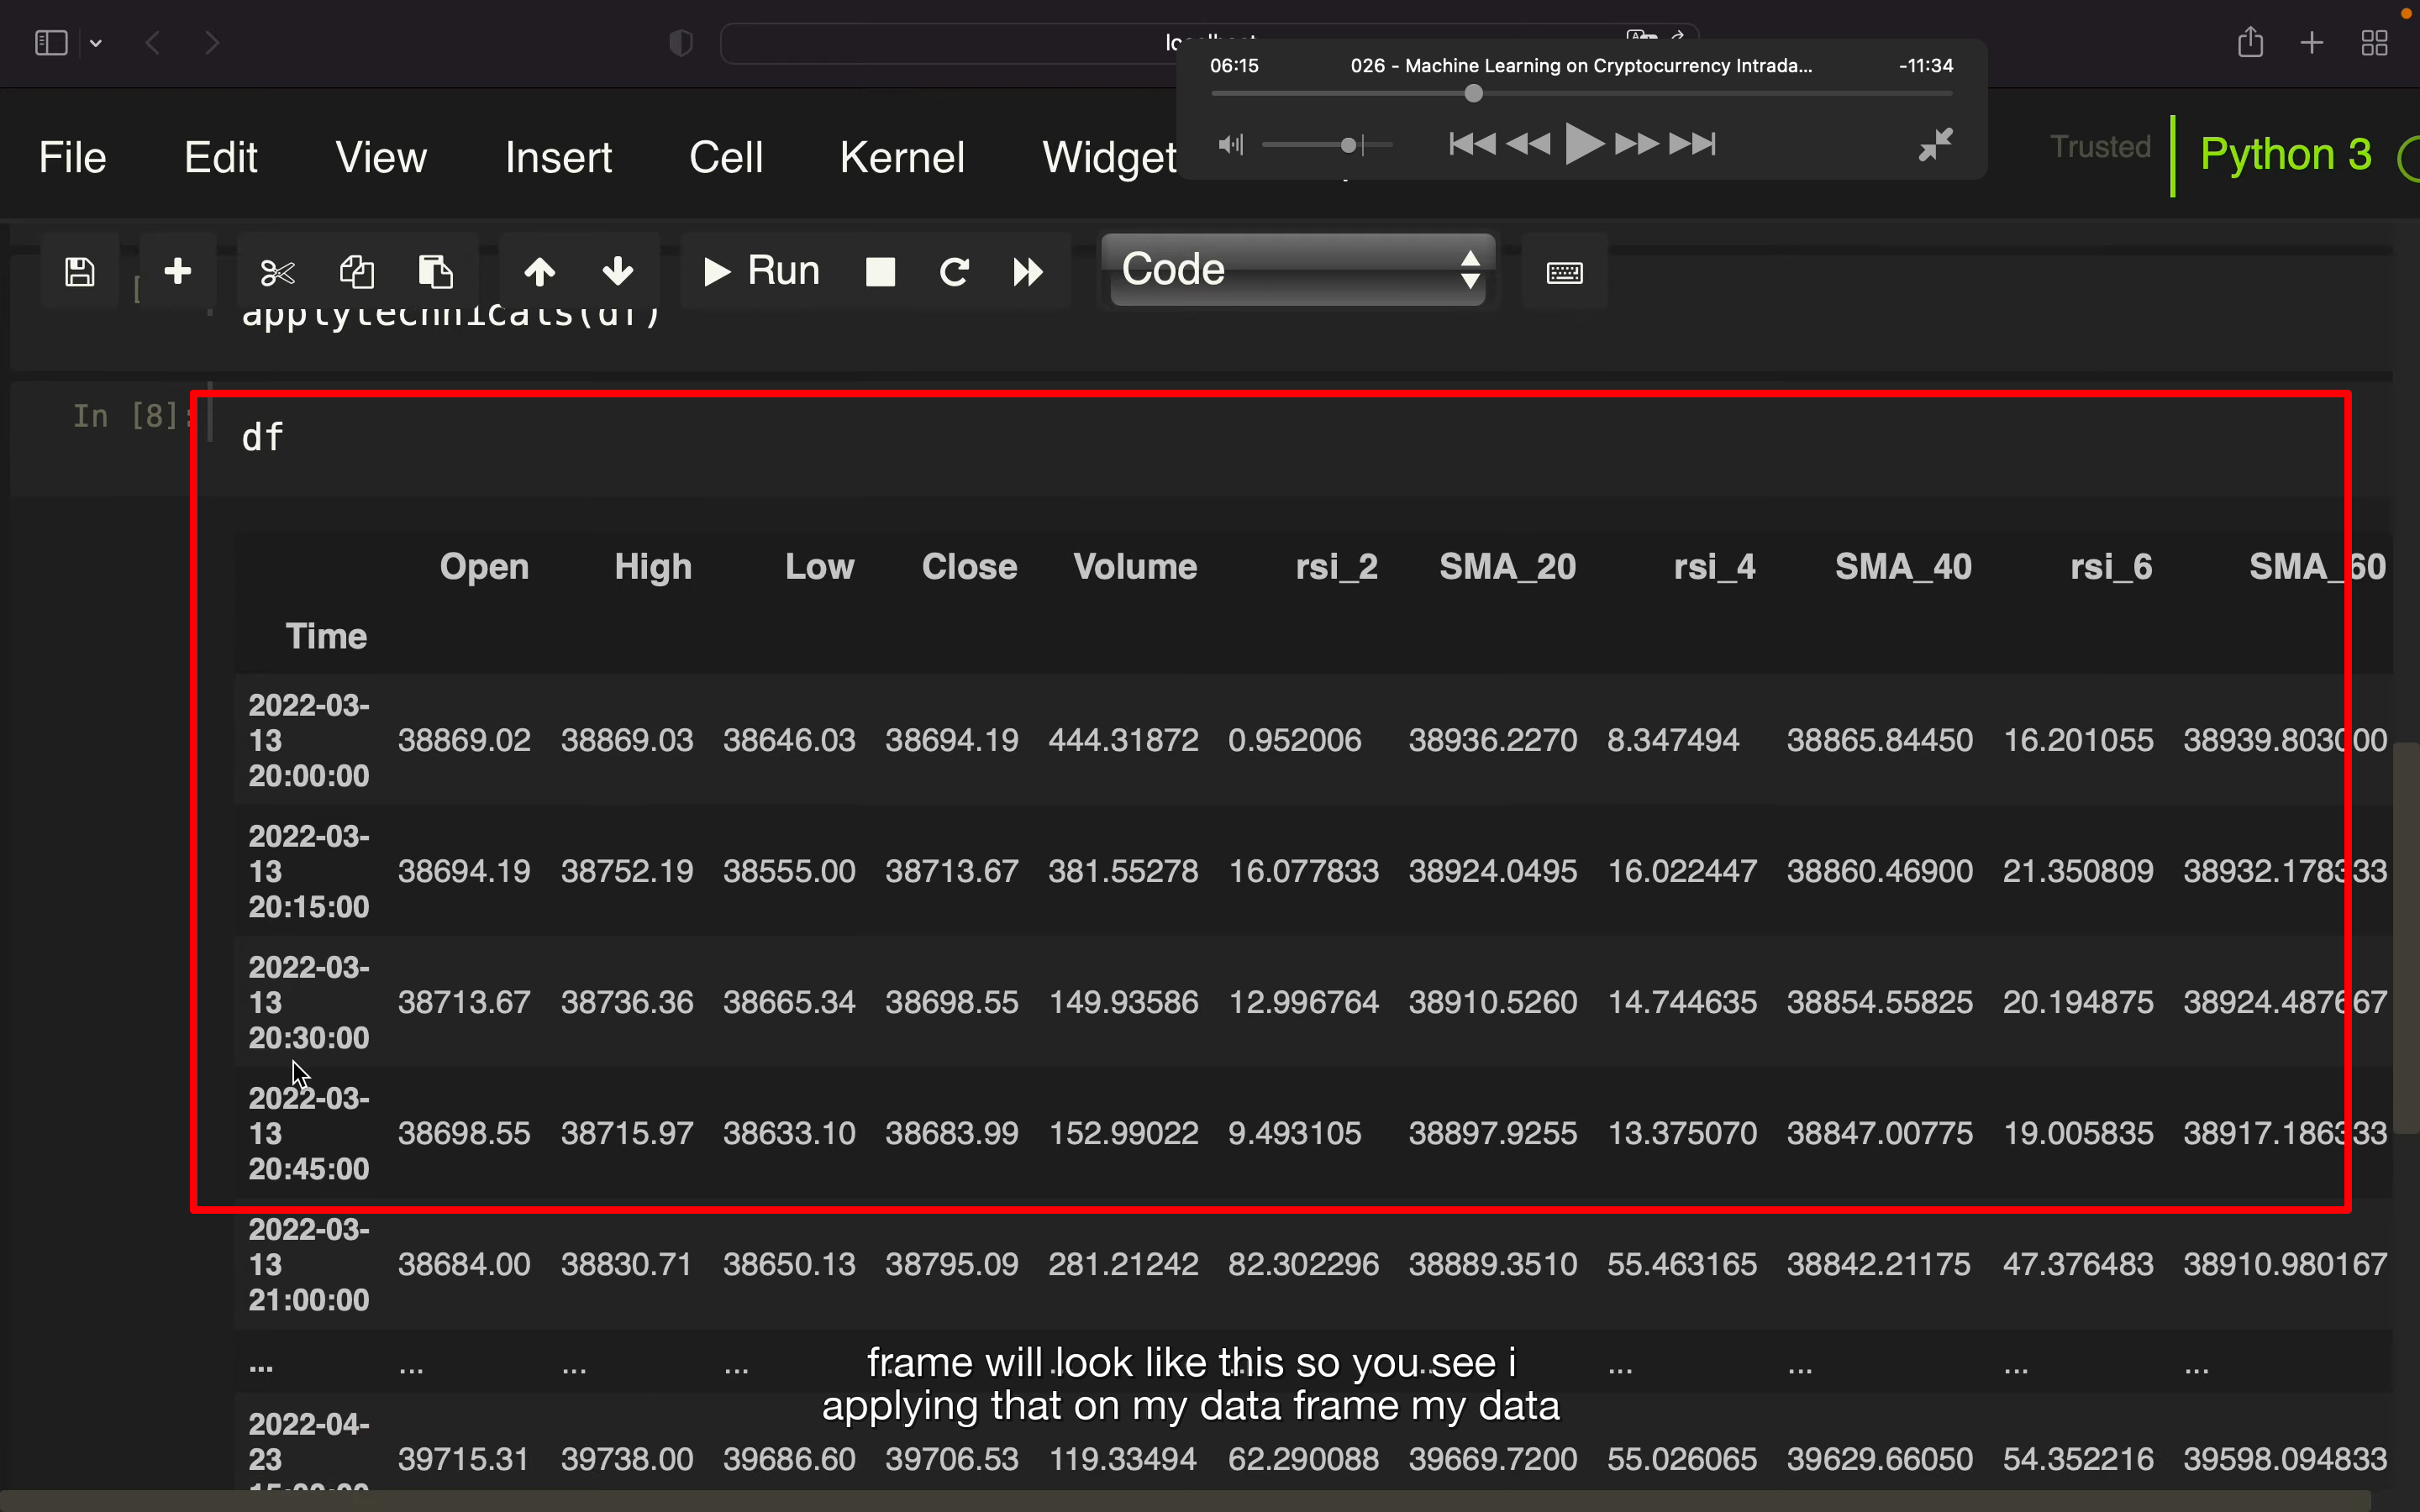 06:15 026 - Machine Learning on Cryptocurrency Intrada... -11:34
File Edit View Insert Cell Kernel Widget Trusted Python 3
Run Code
applytechnicals(df)
In [8]: df
Open High Low Close Volume rsi_2 SMA_20 rsi_4 SMA_40 rsi_6 SMA_60
Time
2022-03-
13 38869.02 38869.03 38646.03 38694.19 444.31872 0.952006 38936.2270 8.347494 38865.84450 16.201055 38939.803000
20:00:00
2022-03-
13 38694.19 38752.19 38555.00 38713.67 381.55278 16.077833 38924.0495 16.022447 38860.46900 21.350809 38932.178333
20:15:00
2022-03-
13 38713.67 38736.36 38665.34 38698.55 149.93586 12.996764 38910.5260 14.744635 38854.55825 20.194875 38924.487667
20:30:00
2022-03-
13 38698.55 38715.97 38633.10 38683.99 152.99022 9.493105 38897.9255 13.375070 38847.00775 19.005835 38917.186333
20:45:00
2022-03-
13 38684.00 38830.71 38650.13 38795.09 281.21242 82.302296 38889.3510 55.463165 38842.21175 47.376483 38910.980167
21:00:00
... ... ... ... ... ... ... ... ... ... ... ...
frame will look like this so you see i
applying that on my data frame my data
2022-04-
23 39715.31 39738.00 39686.60 39706.53 119.33494 62.290088 39669.7200 55.026065 39629.66050 54.352216 39598.094833